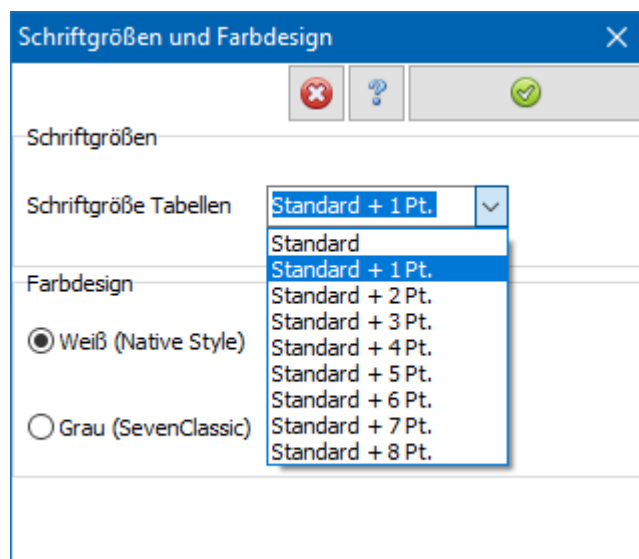 Schriftgrößen und Farbdesign
Schriftgrößen
Schriftgröße Tabellen
Standard + 1 Pt.
Standard
Standard + 1 Pt.
Standard + 2 Pt.
Standard + 3 Pt.
Standard + 4 Pt.
Standard + 5 Pt.
Standard + 6 Pt.
Standard + 7 Pt.
Standard + 8 Pt.
Farbdesign
Weiß (Native Style)
Grau (SevenClassic)